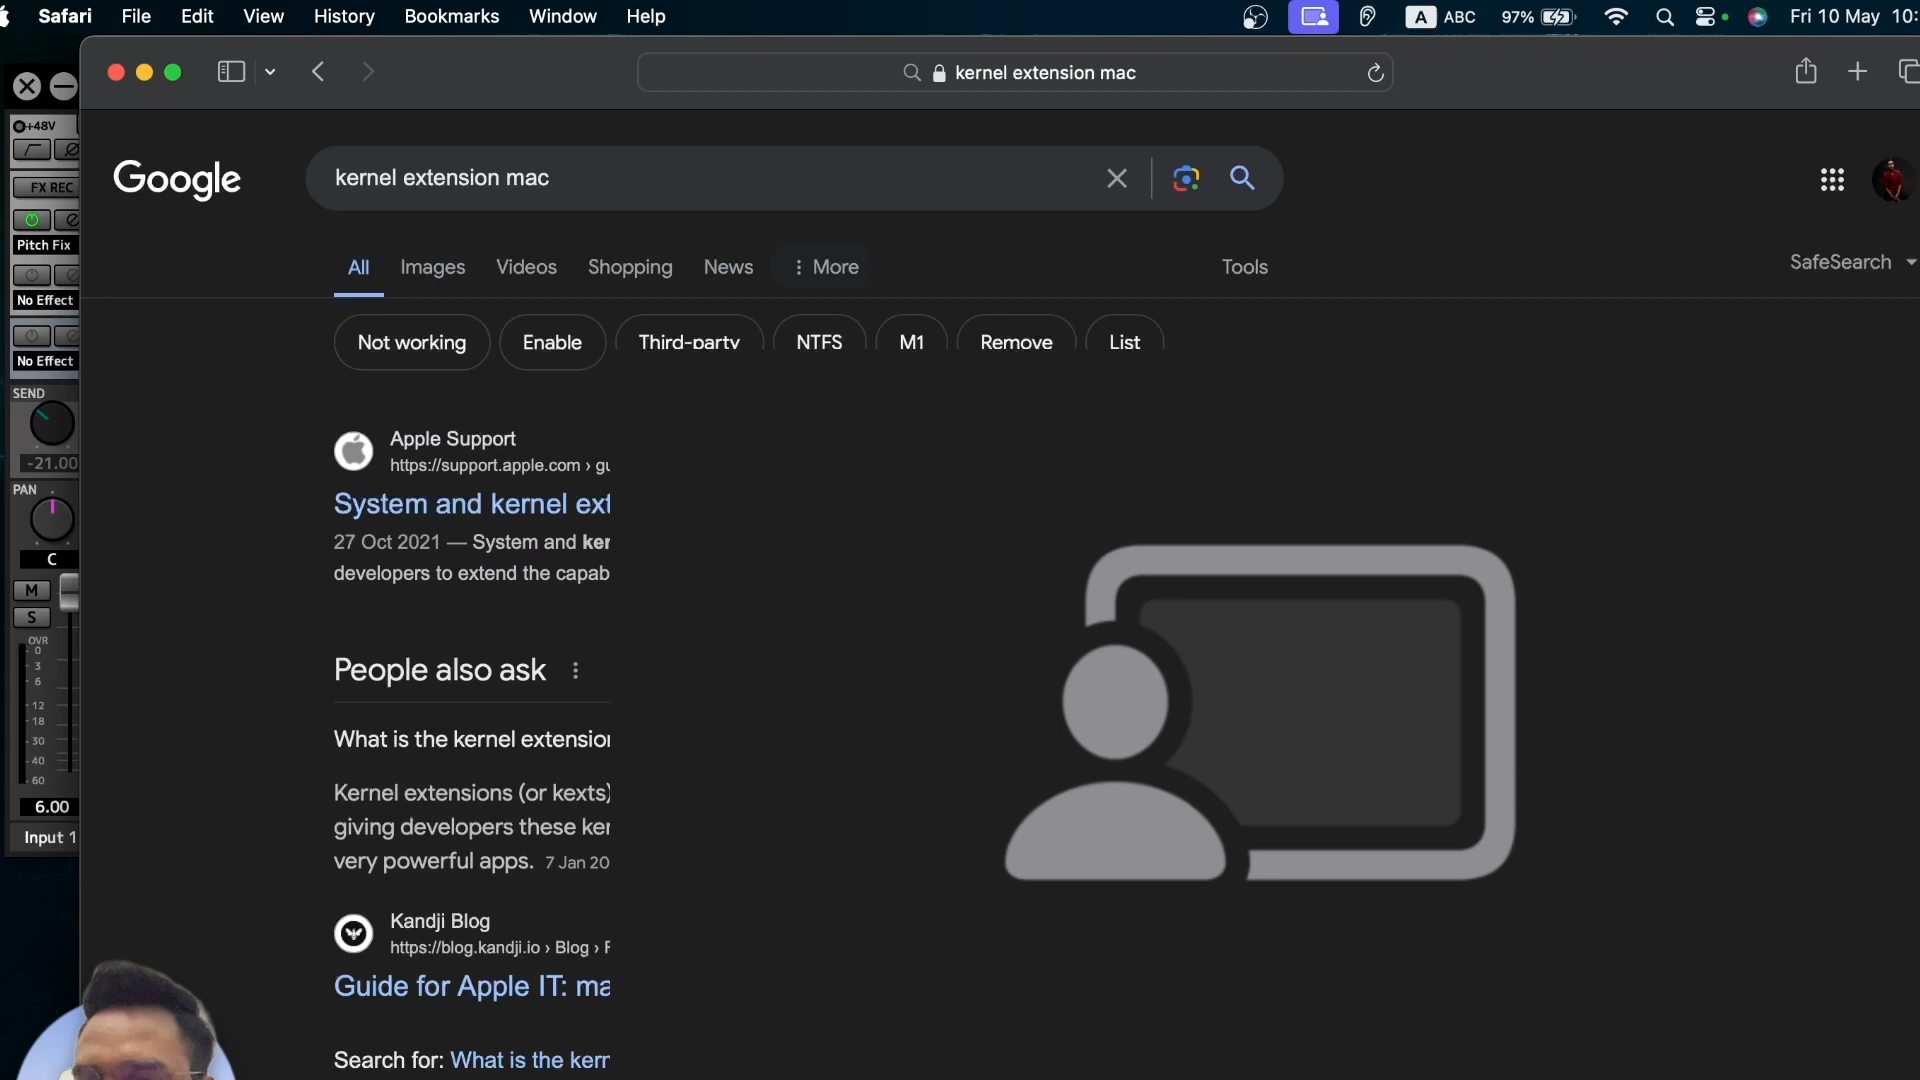 Safari File Edit View History Bookmarks Window Help A ABC 97% Fri 10 May 10:
kernel extension mac
+48V
Google kernel extension mac
FX REC
Pitch Fix
All Images Videos Shopping News More Tools SafeSearch
No Effect
Not working Enable Third-party NTFS M1 Remove List
No Effect
SEND
-21.00
PAN
C
M
S
OVR
0
3
6
12
18
30
40
60
6.00
Input 1
Apple Support
https://support.apple.com › gu
System and kernel ext
27 Oct 2021 — System and ker
developers to extend the capab
People also ask
What is the kernel extension
Kernel extensions (or kexts)
giving developers these ker
very powerful apps. 7 Jan 20
Kandji Blog
https://blog.kandji.io › Blog › F
Guide for Apple IT: ma
Search for: What is the kern